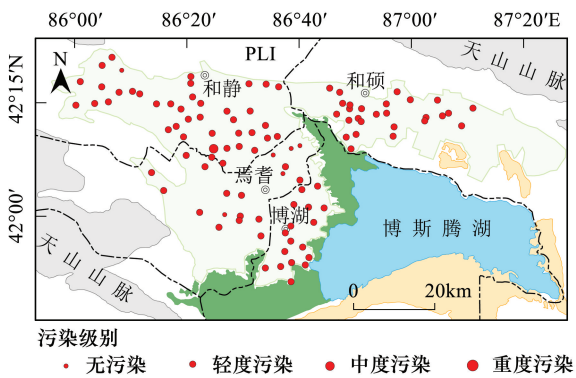 86°00′ 86°20′ 86°40′ 87°00′ 87°20′E
N PLI 天山山脉
42°15′N 和静 和硕
焉耆
42°00′ 博湖 博斯腾湖
天山山脉
0 20km
污染级别
无污染 轻度污染 中度污染 重度污染